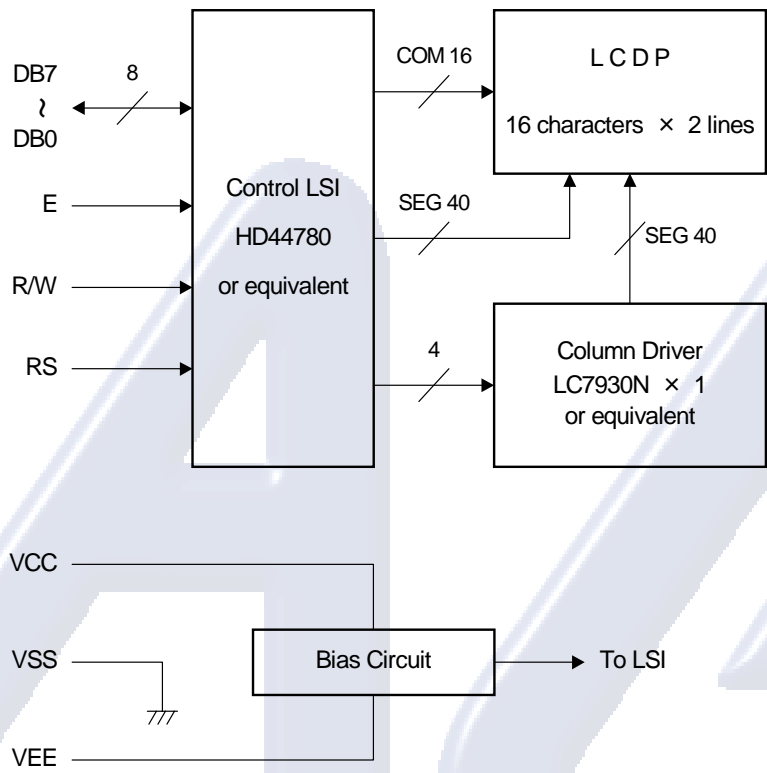 DB7
~
DB0
8
E
R/W
RS
Control LSI
HD44780
or equivalent
COM 16
SEG 40
4
L C D P
16 characters × 2 lines
SEG 40
Column Driver
LC7930N × 1
or equivalent
VCC
VSS
VEE
Bias Circuit
To LSI